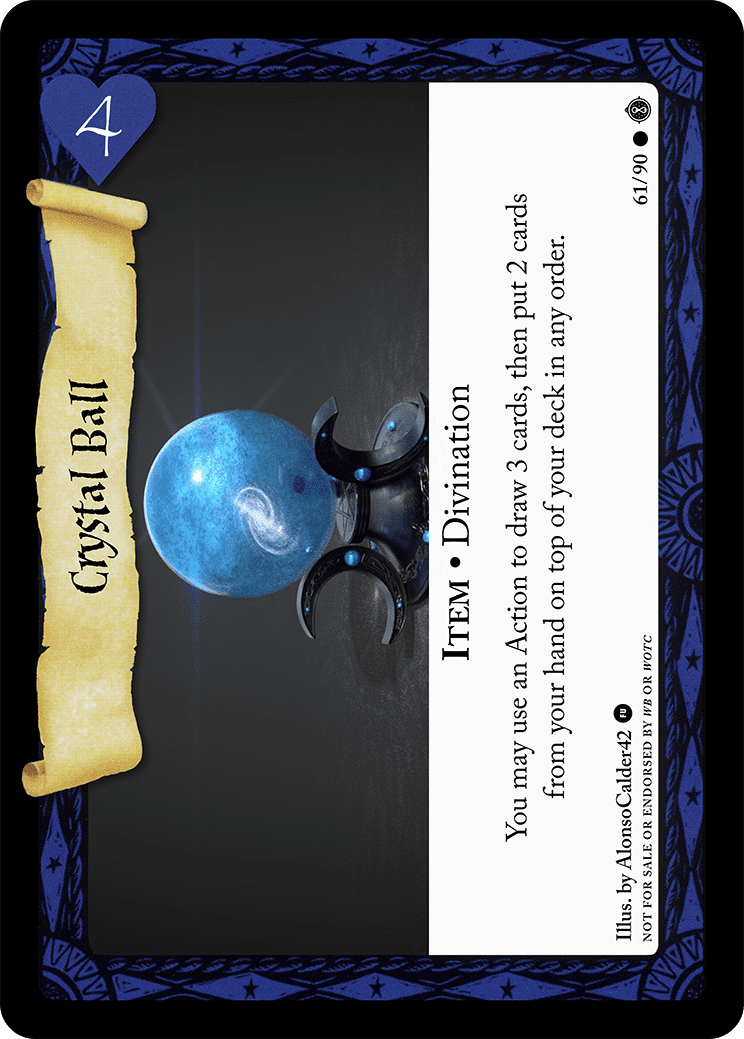 4
Crystal Ball
ITEM • Divination
You may use an Action to draw 3 cards, then put 2 cards
from your hand on top of your deck in any order.
Illus. by AlonsoCalder42 FU
NOT FOR SALE OR ENDORSED BY WB OR WOTC
61/90